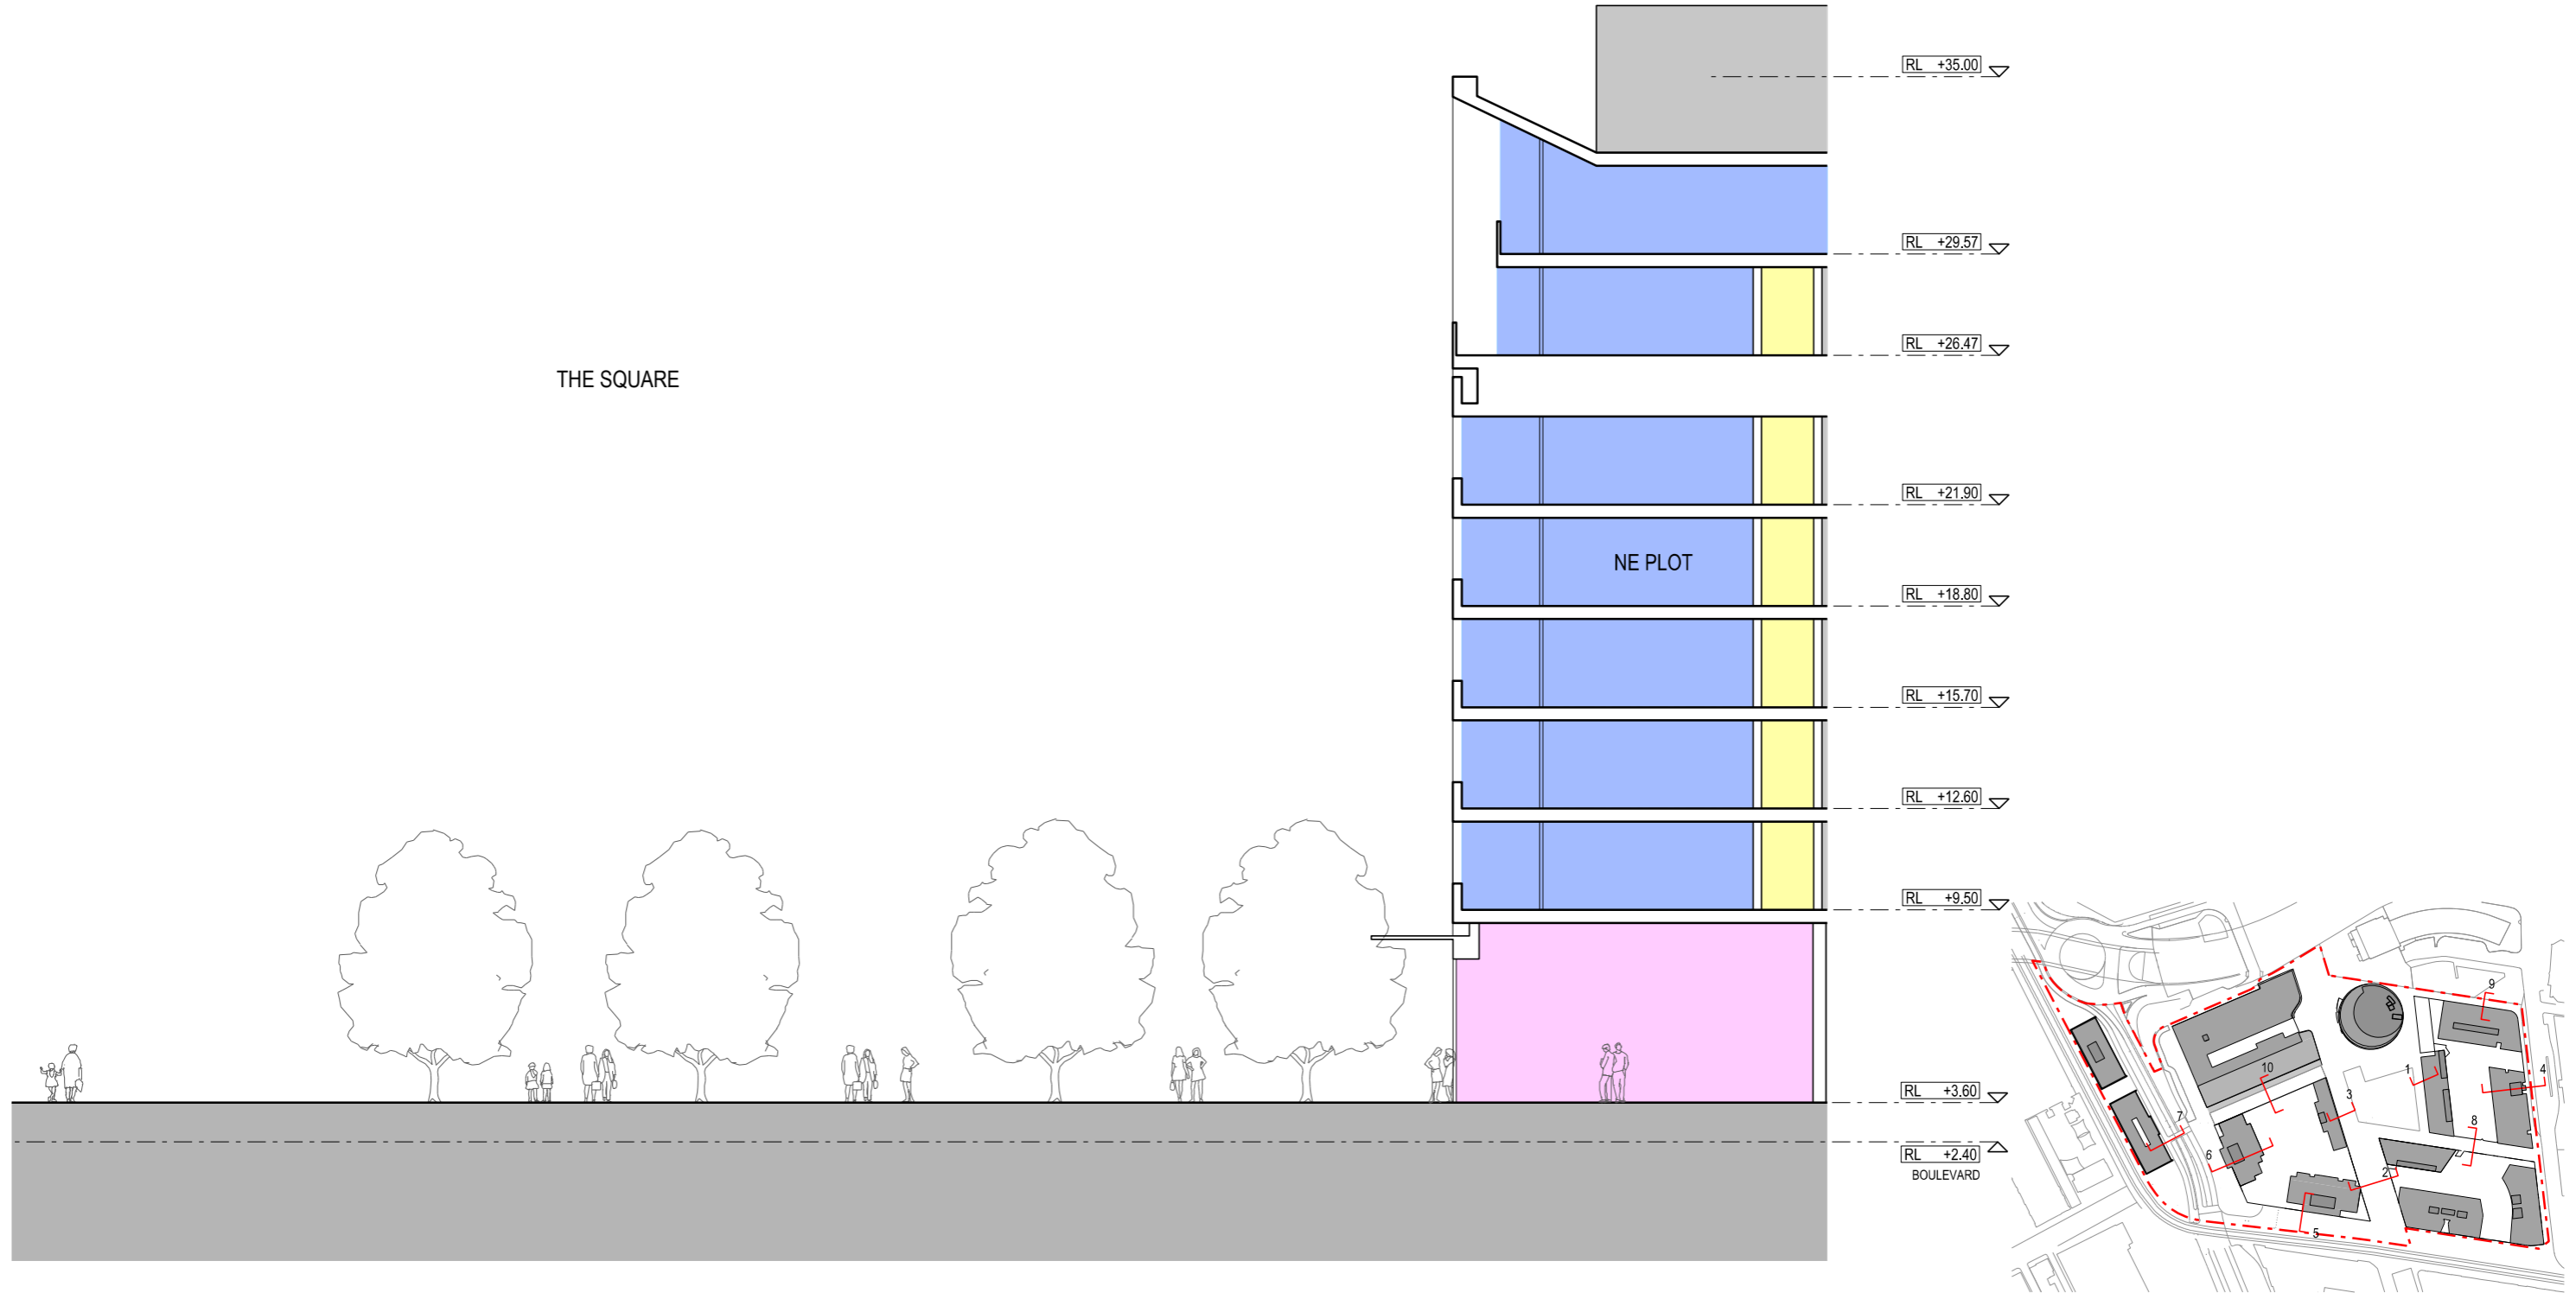 RL +35.00
RL +29.57
RL +26.47
THE SQUARE
RL +21.90
NE PLOT
RL +18.80
RL +15.70
RL +12.60
RL +9.50
RL +3.60
RL +2.40
BOULEVARD
9
1
10
4
3
7
8
6
2
5